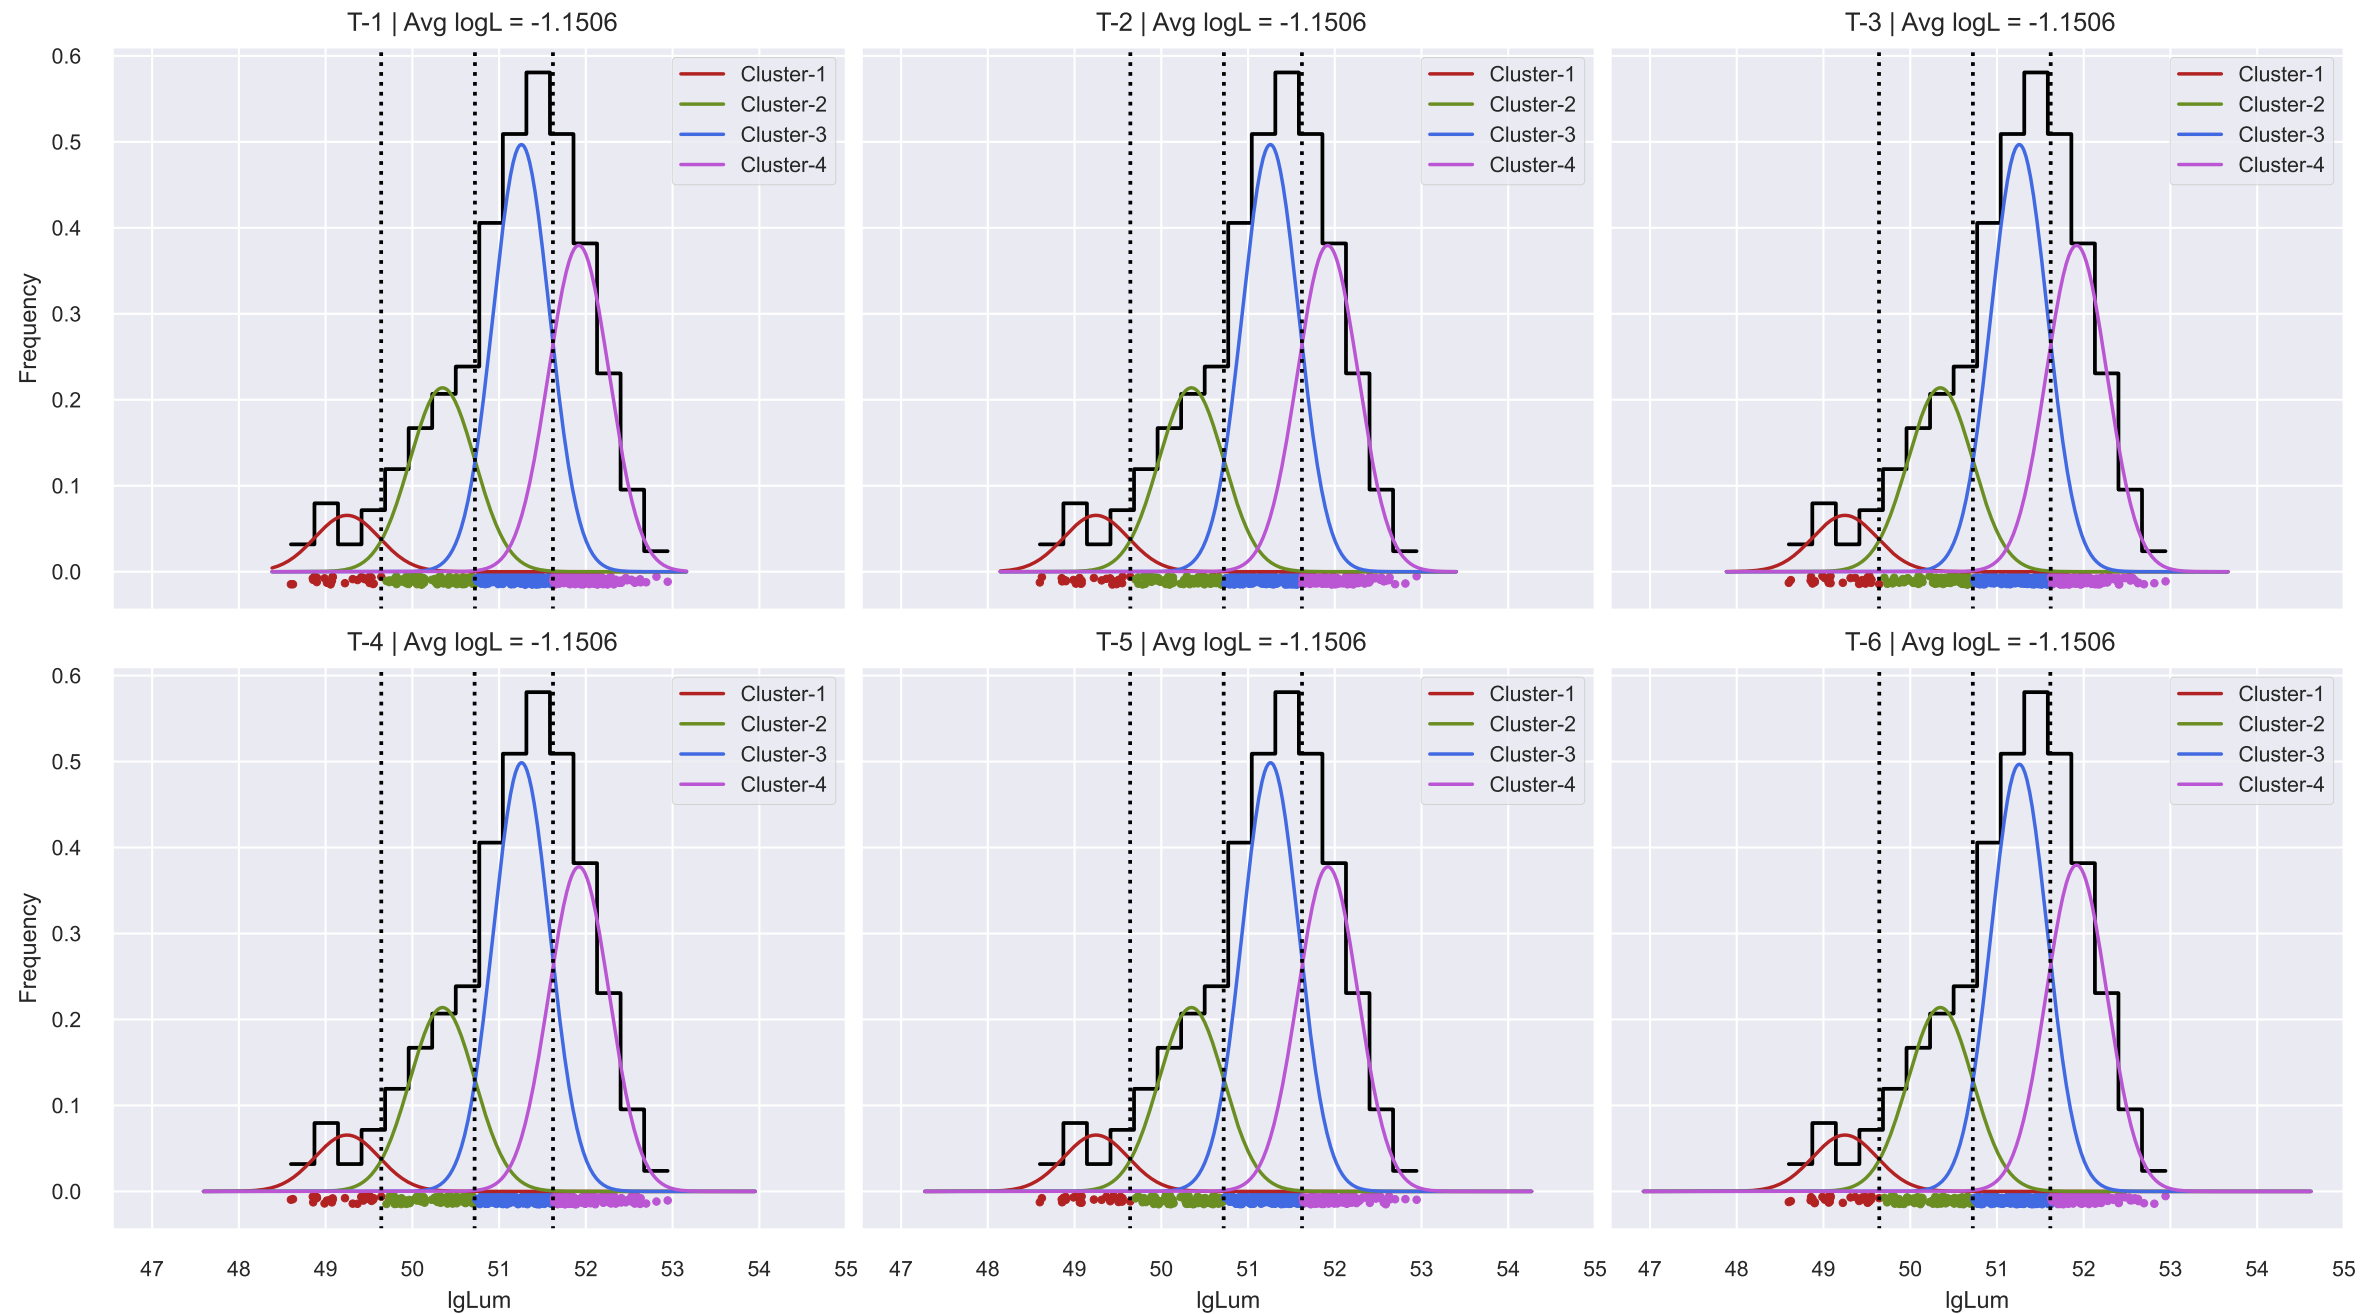 T-1 | Avg logL = -1.1506
T-2 | Avg logL = -1.1506
T-3 | Avg logL = -1.1506
0.6
0.5
0.4
0.3
0.2
0.1
0.0
Frequency
Cluster-1
Cluster-2
Cluster-3
Cluster-4
Cluster-1
Cluster-2
Cluster-3
Cluster-4
Cluster-1
Cluster-2
Cluster-3
Cluster-4
T-4 | Avg logL = -1.1506
T-5 | Avg logL = -1.1506
T-6 | Avg logL = -1.1506
0.6
0.5
0.4
0.3
0.2
0.1
0.0
Frequency
Cluster-1
Cluster-2
Cluster-3
Cluster-4
Cluster-1
Cluster-2
Cluster-3
Cluster-4
Cluster-1
Cluster-2
Cluster-3
Cluster-4
47 48 49 50 51 52 53 54 55
47 48 49 50 51 52 53 54 55
47 48 49 50 51 52 53 54 55
lgLum
lgLum
lgLum